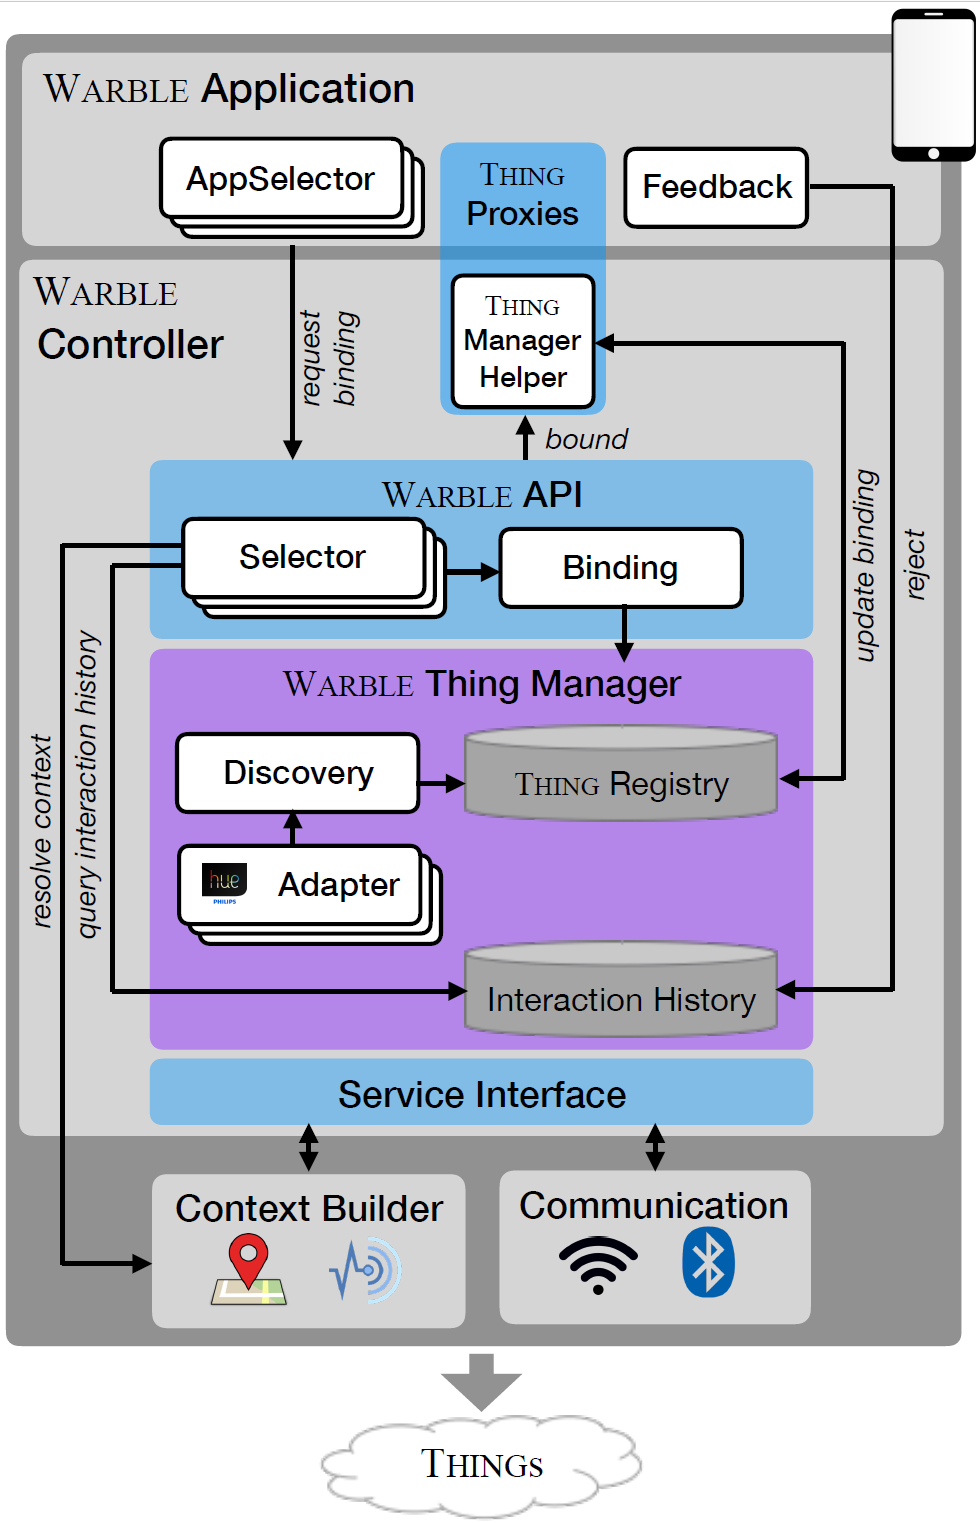 WARBLE Application
AppSelector
THING
Proxies
Feedback
WARBLE
Controller
THING
Manager
Helper
request
binding
bound
update binding
reject
WARBLE API
Selector
Binding
WARBLE Thing Manager
Discovery
THING Registry
hue
PHILIPS
Adapter
Interaction History
resolve context
query interaction history
Service Interface
Context Builder
Communication
THINGS